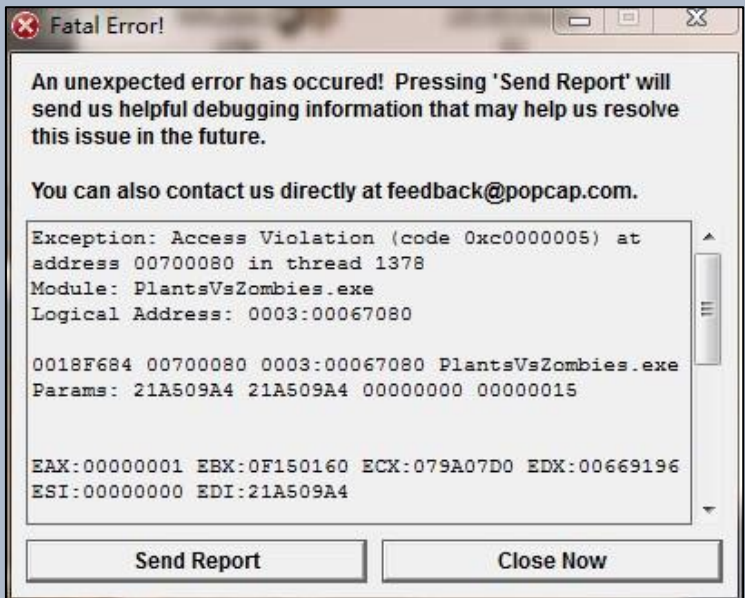 Fatal Error!
An unexpected error has occured!  Pressing 'Send Report' will
send us helpful debugging information that may help us resolve
this issue in the future.
You can also contact us directly at feedback@popcap.com.
Exception: Access Violation (code 0xc0000005) at
address 00700080 in thread 1378
Module: PlantsVsZombies.exe
Logical Address: 0003:00067080
0018F684 00700080 0003:00067080 PlantsVsZombies.exe
Params: 21A509A4 21A509A4 00000000 00000015
EAX:00000001 EBX:0F150160 ECX:079A07D0 EDX:00669196
ESI:00000000 EDI:21A509A4
Send Report
Close Now